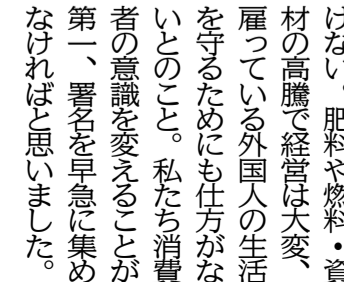 けない。肥料や燃料・資
材の高騰で経営は大変、
雇っている外国人の生活
を守るためにも仕方がな
いとのこと。私たち消費
者の意識を変えることが
第一、署名を早急に集め
なければと思いました。